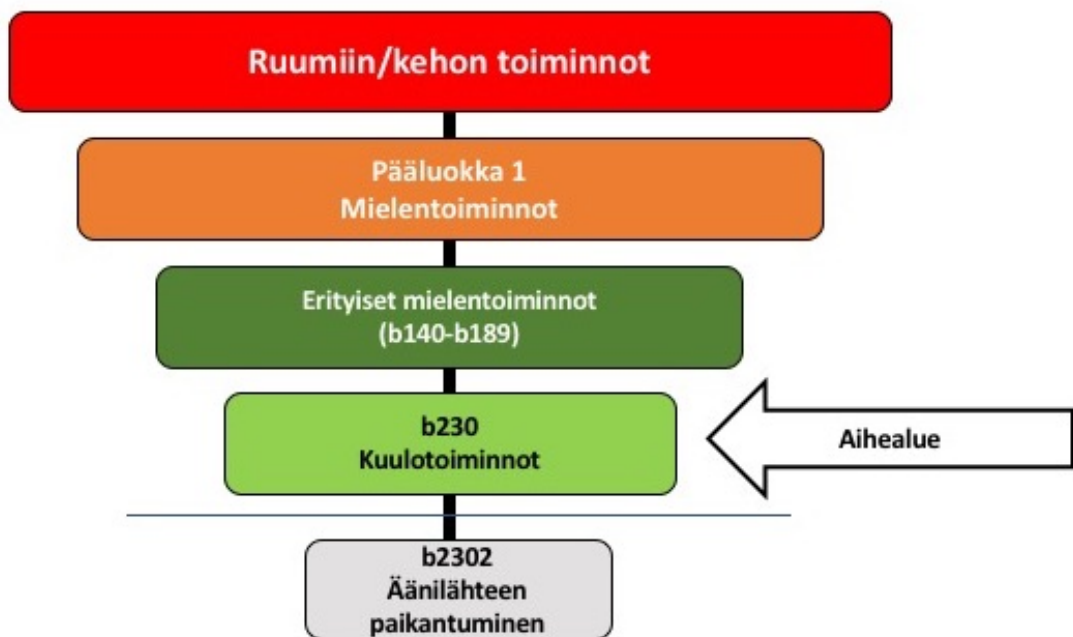 Ruumiin/kehon toiminnot
Pääluokka 1
Mielentoiminnot
Erityiset mielentoiminnot
(b140-b189)
b230
Kuulotoiminnot
Aihealue
b2302
Äänilähteen
paikantuminen